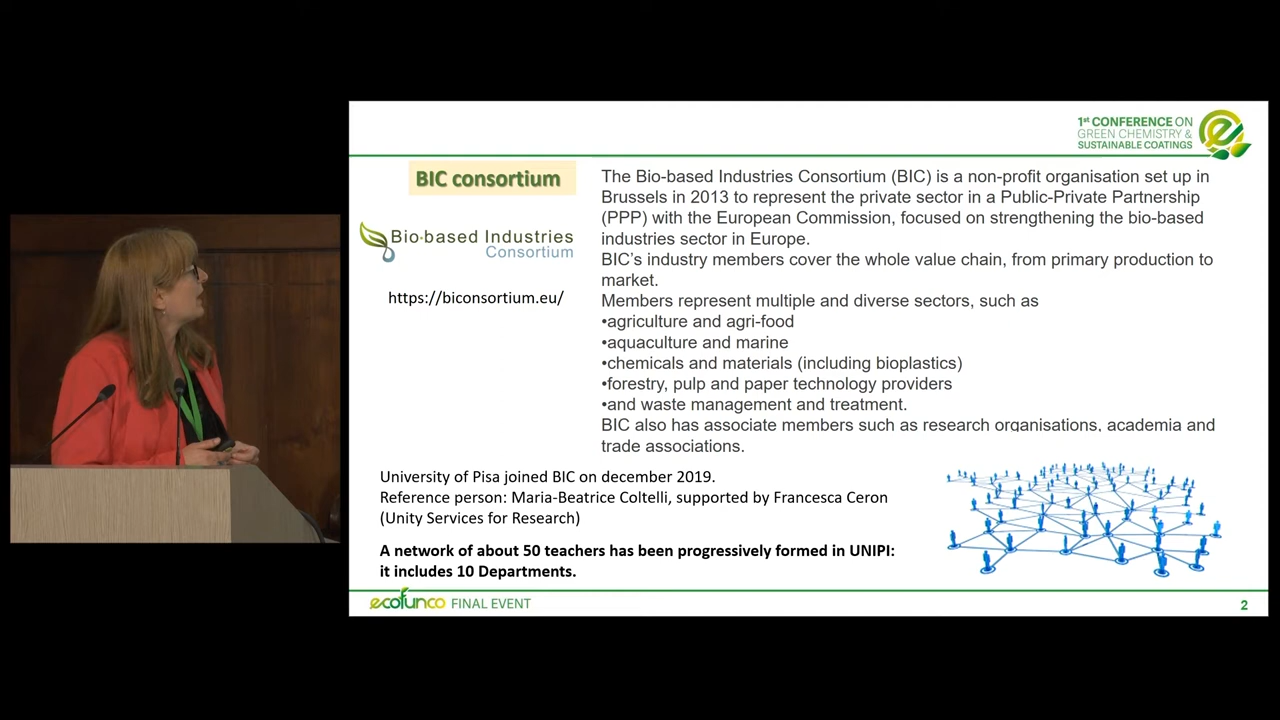 1st CONFERENCE ON
GREEN CHEMISTRY &
SUSTAINABLE COATINGS
BIC consortium
Bio-based Industries
Consortium
https://biconsortium.eu/
The Bio-based Industries Consortium (BIC) is a non-profit organisation set up in
Brussels in 2013 to represent the private sector in a Public-Private Partnership
(PPP) with the European Commission, focused on strengthening the bio-based
industries sector in Europe.
BIC's industry members cover the whole value chain, from primary production to
market.
Members represent multiple and diverse sectors, such as
•agriculture and agri-food
•aquaculture and marine
•chemicals and materials (including bioplastics)
•forestry, pulp and paper technology providers
•and waste management and treatment.
BIC also has associate members such as research organisations, academia and
trade associations.
University of Pisa joined BIC on december 2019.
Reference person: Maria-Beatrice Coltelli, supported by Francesca Ceron
(Unity Services for Research)
A network of about 50 teachers has been progressively formed in UNIPI:
it includes 10 Departments.
ecofunco FINAL EVENT
2